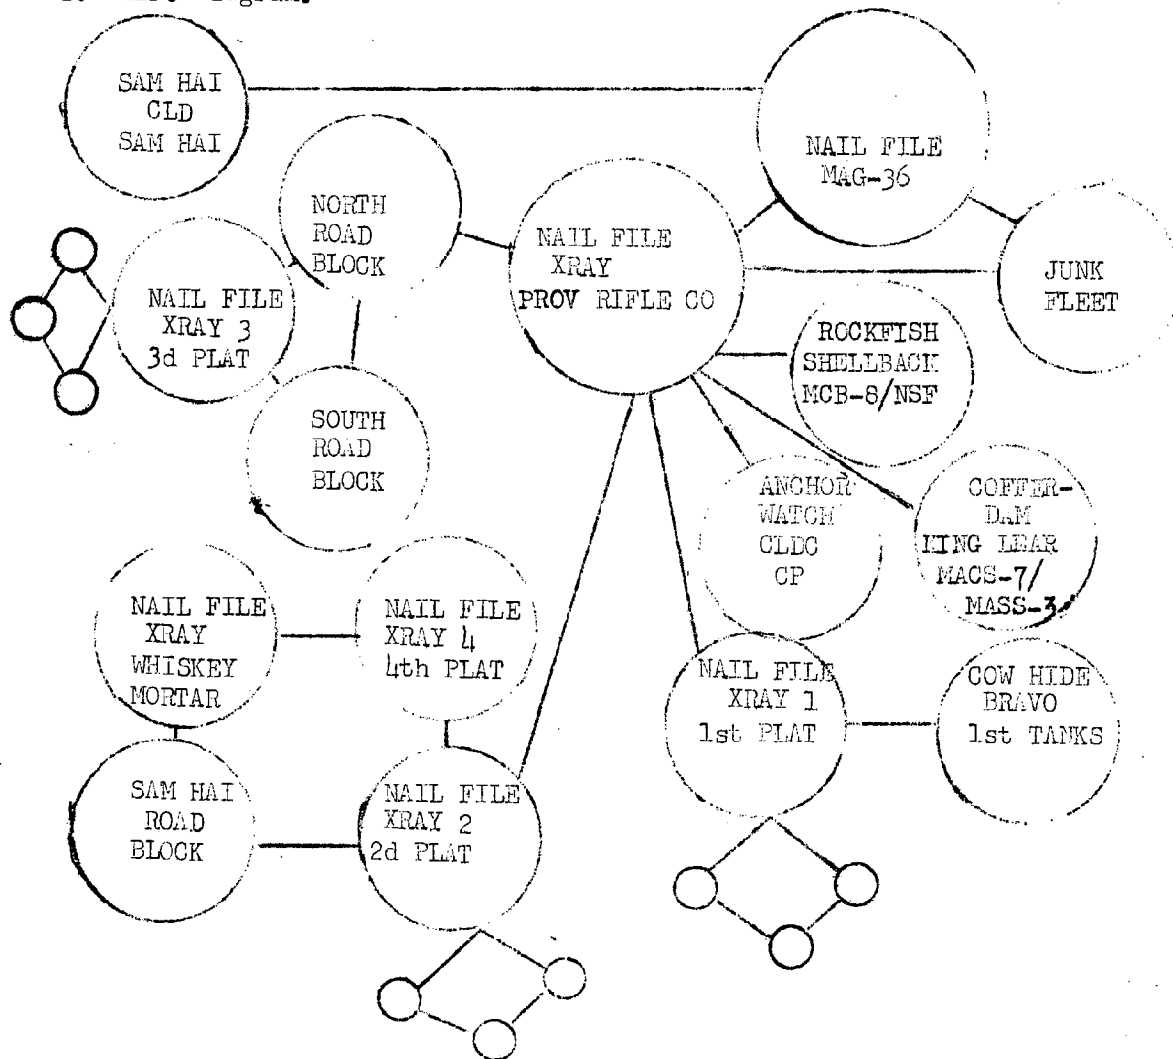 SAM HAI
CLD
SAM HAI
NAIL FILE
MAG-36
NORTH
ROAD
BLOCK
NAIL FILE
XRAY
PROV RIFLE CO
JUNK
FLEET
NAIL FILE
XRAY 3
3d PLAT
ROCKFISH
SHELLBACK
MCB-8/NSF
SOUTH
ROAD
BLOCK
ANCHOR
WATCH
CLDC
CP
COFFER-
DAM
KING LEAR
MACS-7/
MASS-3
NAIL FILE
XRAY
WHISKEY
MORTAR
NAIL FILE
XRAY 4
4th PLAT
NAIL FILE
XRAY 1
1st PLAT
COW HIDE
BRAVO
1st TANKS
SAM HAI
ROAD
BLOCK
NAIL FILE
XRAY 2
2d PLAT